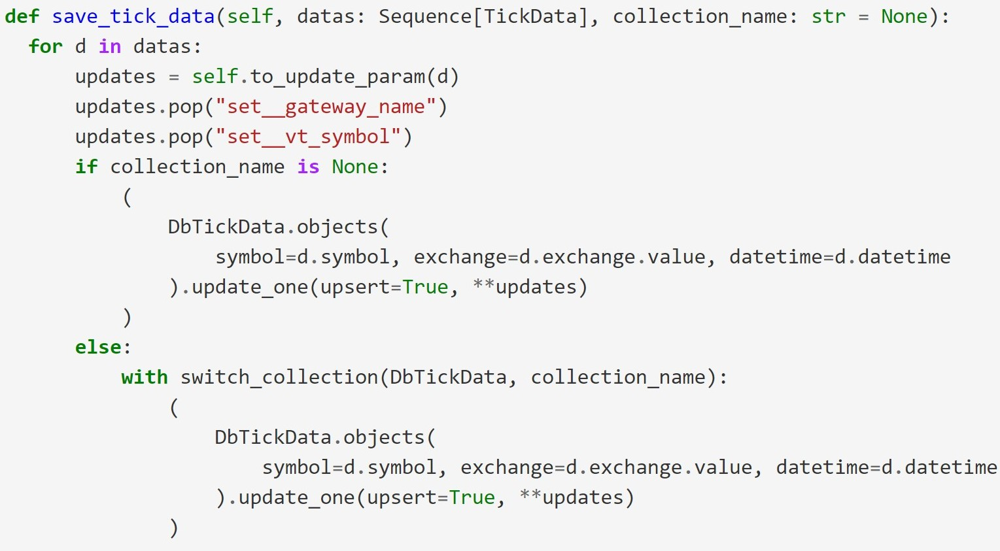 def save_tick_data(self, datas: Sequence[TickData], collection_name: str = None):
  for d in datas:
      updates = self.to_update_param(d)
      updates.pop("set__gateway_name")
      updates.pop("set__vt_symbol")
      if collection_name is None:
          (
              DbTickData.objects(
                  symbol=d.symbol, exchange=d.exchange.value, datetime=d.datetime
              ).update_one(upsert=True, **updates)
          )
      else:
          with switch_collection(DbTickData, collection_name):
              (
                  DbTickData.objects(
                      symbol=d.symbol, exchange=d.exchange.value, datetime=d.datetime
                  ).update_one(upsert=True, **updates)
              )